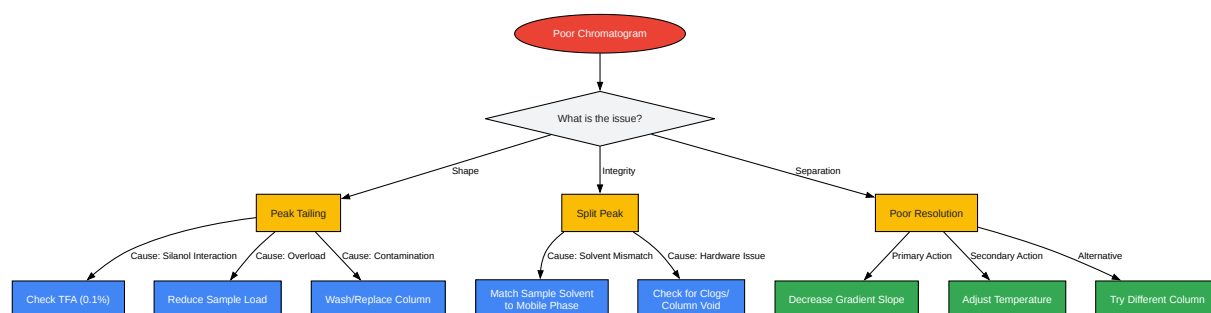 Poor Chromatogram
What is the issue?
Shape
Integrity
Separation
Peak Tailing
Split Peak
Poor Resolution
Cause: Silanol Interaction
Cause: Overload
Cause: Contamination
Cause: Solvent Mismatch
Cause: Hardware Issue
Primary Action
Secondary Action
Alternative
Check TFA (0.1%)
Reduce Sample Load
Wash/Replace Column
Match Sample Solvent
to Mobile Phase
Check for Clogs/
Column Void
Decrease Gradient Slope
Adjust Temperature
Try Different Column